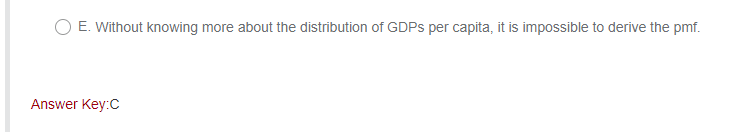 E. Without knowing more about the distribution of GDPs per capita, it is impossible to derive the pmf.
Answer Key:C